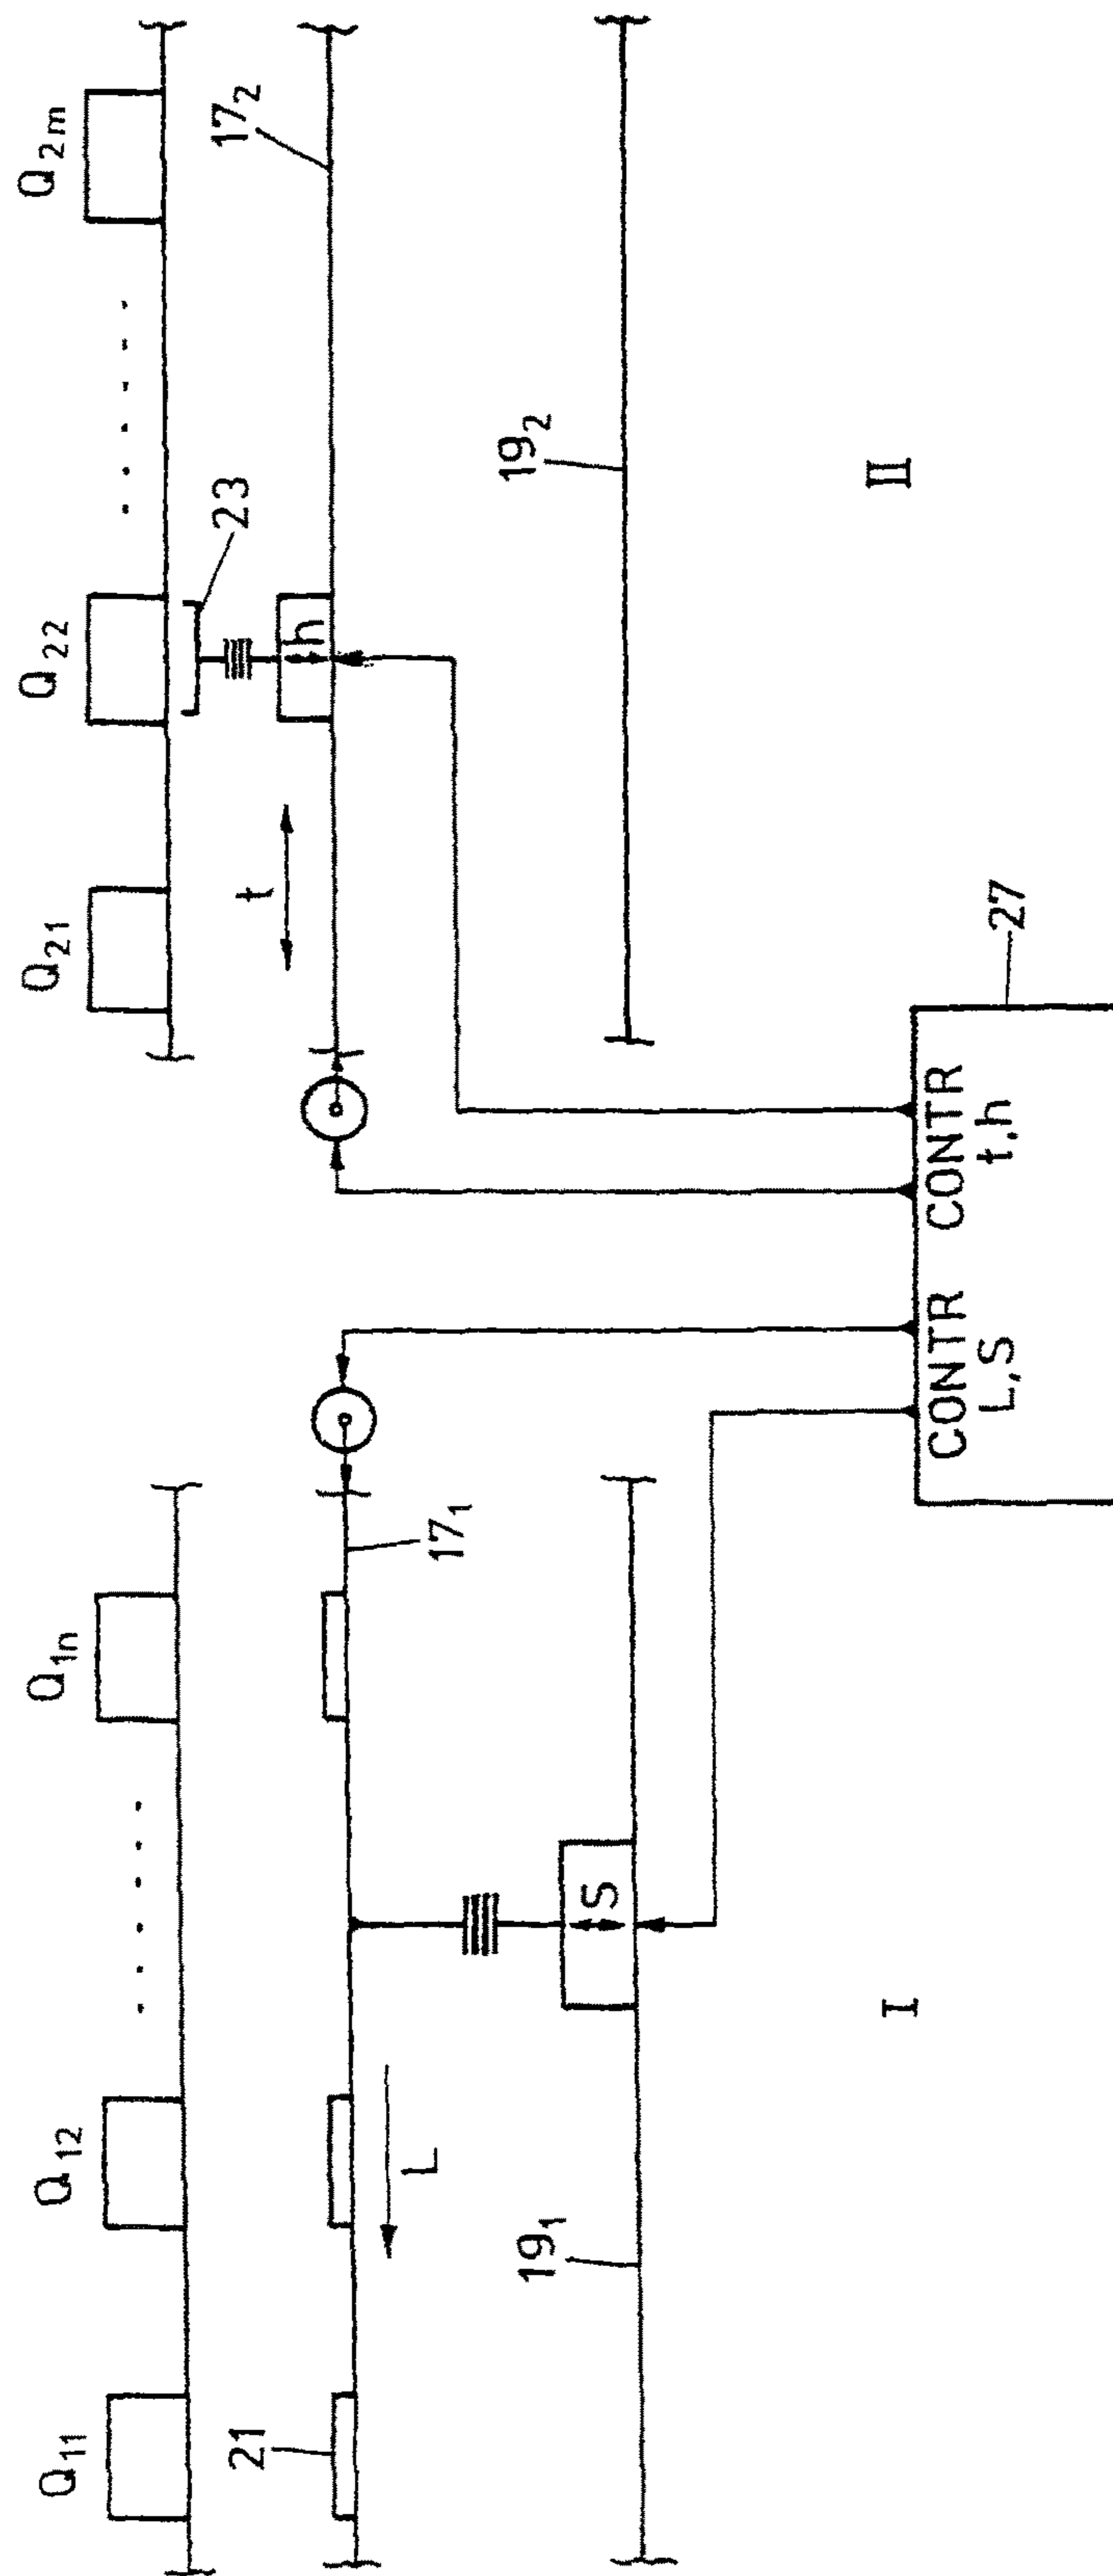 Q11
Q12
Q1n
Q21
Q22
Q2m
21
L
17₁
t
h
23
17₂
S
19₁
19₂
CONTR
L,S
CONTR
t,h
27
I
II